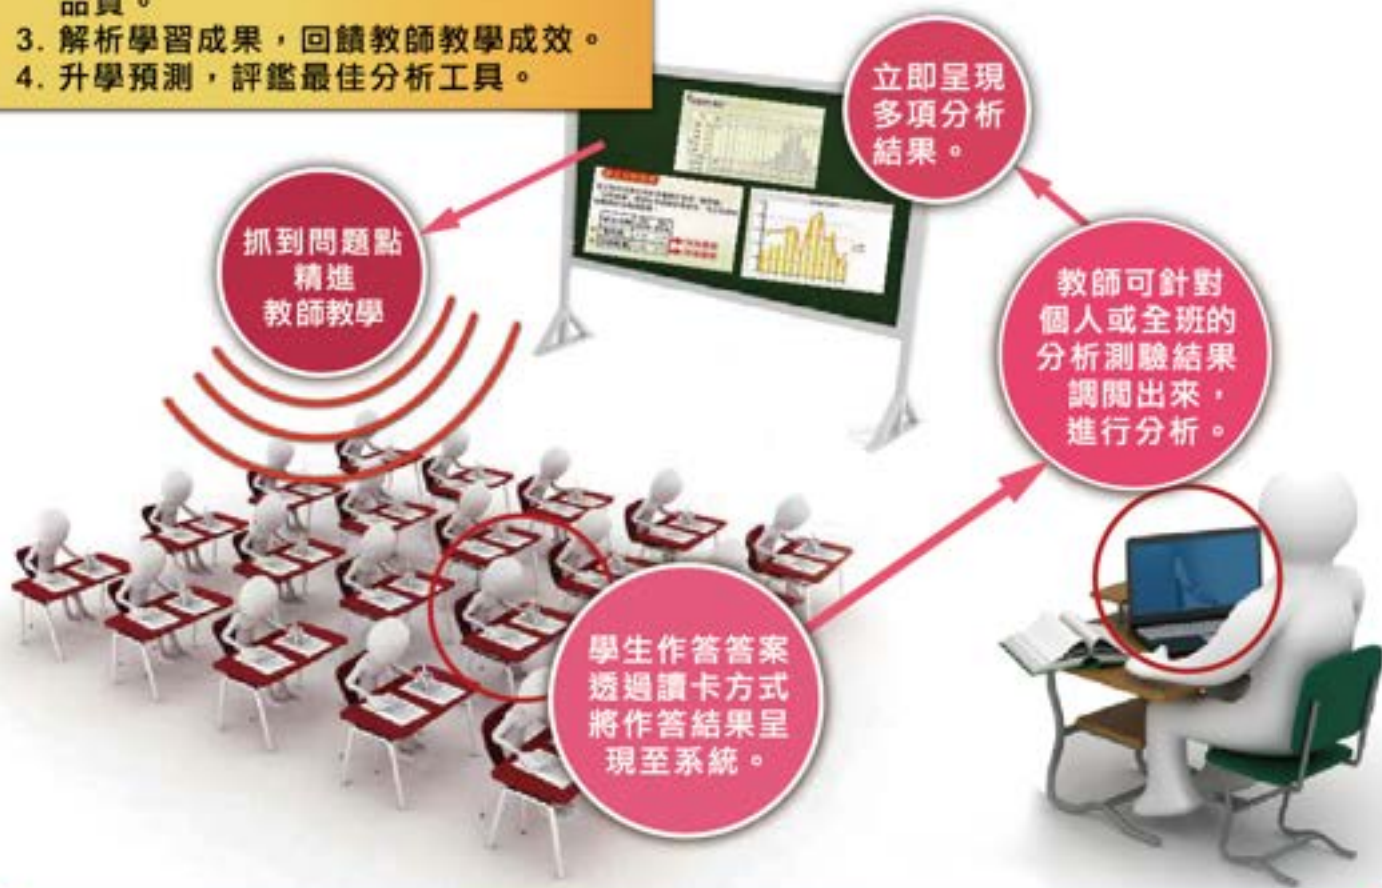 品質。
3. 解析學習成果，回饋教師教學成效。
4. 升學預測，評鑑最佳分析工具。
立即呈現
多項分析
結果。
抓到問題點
精進
教師教學
教師可針對
個人或全班的
分析測驗結果
調閱出來，
進行分析。
學生作答答案
透過讀卡方式
將作答結果呈
現至系統。